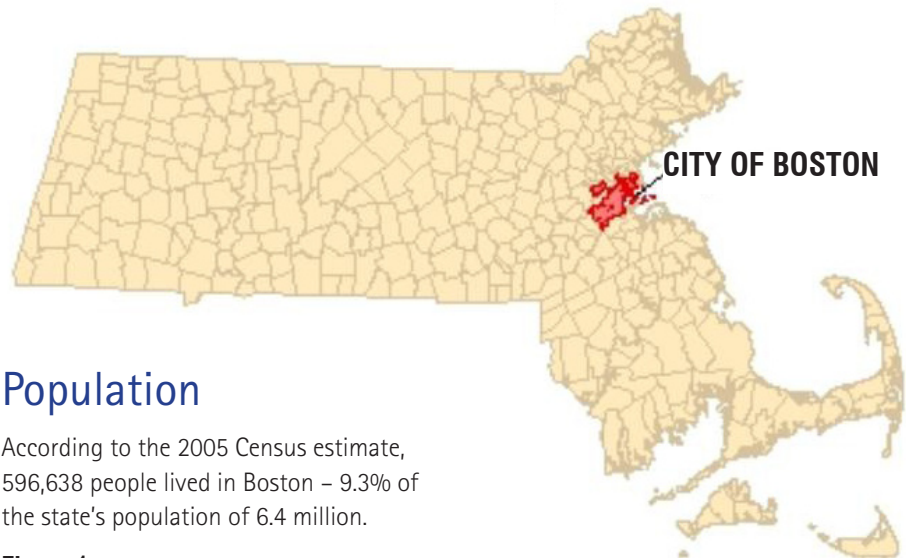 CITY OF BOSTON
Population
According to the 2005 Census estimate,
596,638 people lived in Boston – 9.3% of
the state's population of 6.4 million.